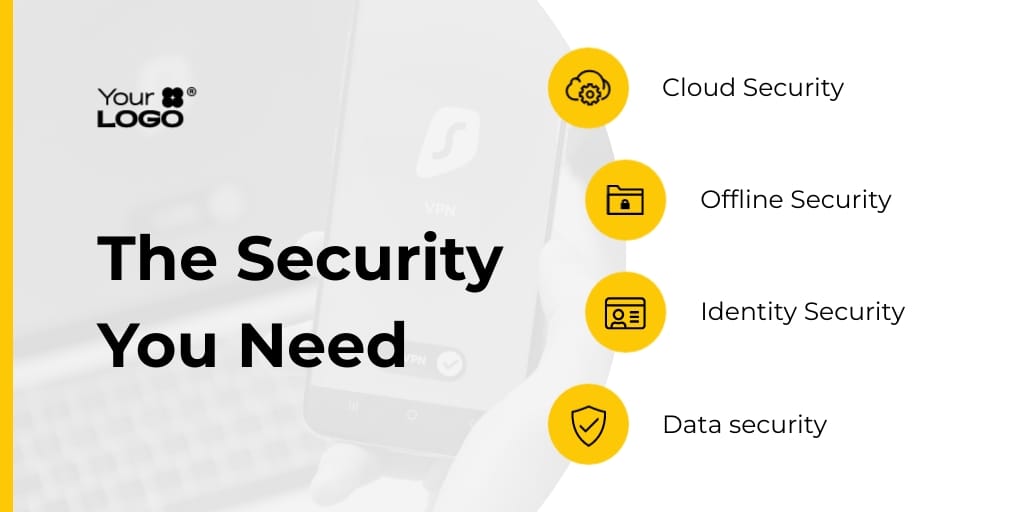 Your ®
LOGO
VPN
The Security
You Need
VPN
Cloud Security
Offline Security
Identity Security
Data security